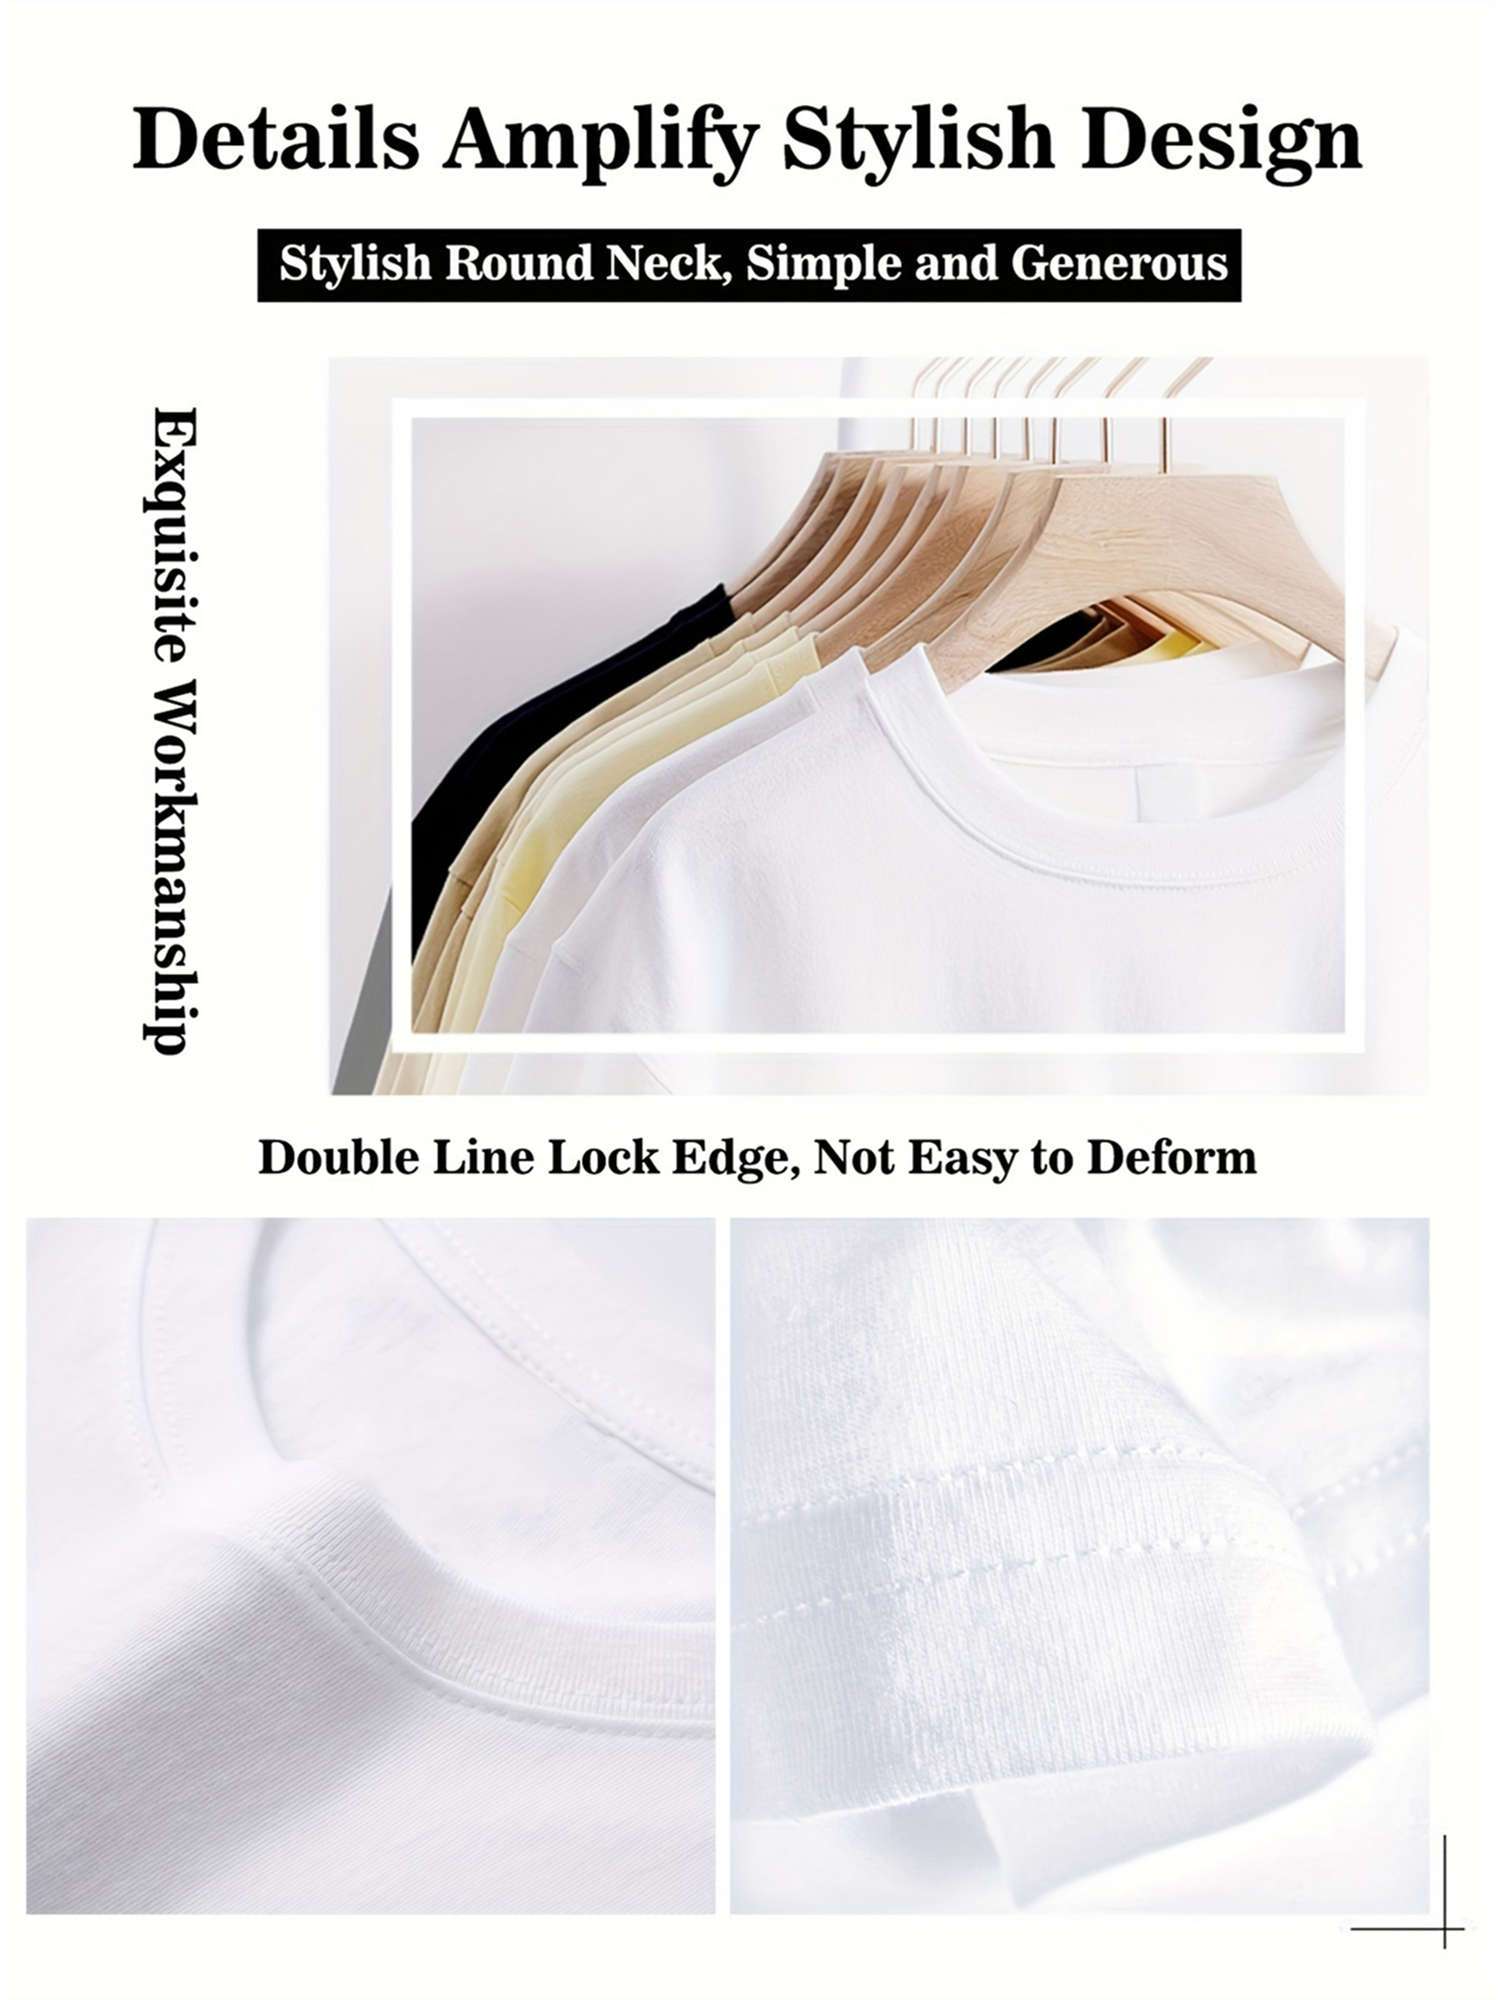 Details Amplify Stylish Design
Stylish Round Neck, Simple and Generous
Exquisite Workmanship
Double Line Lock Edge, Not Easy to Deform